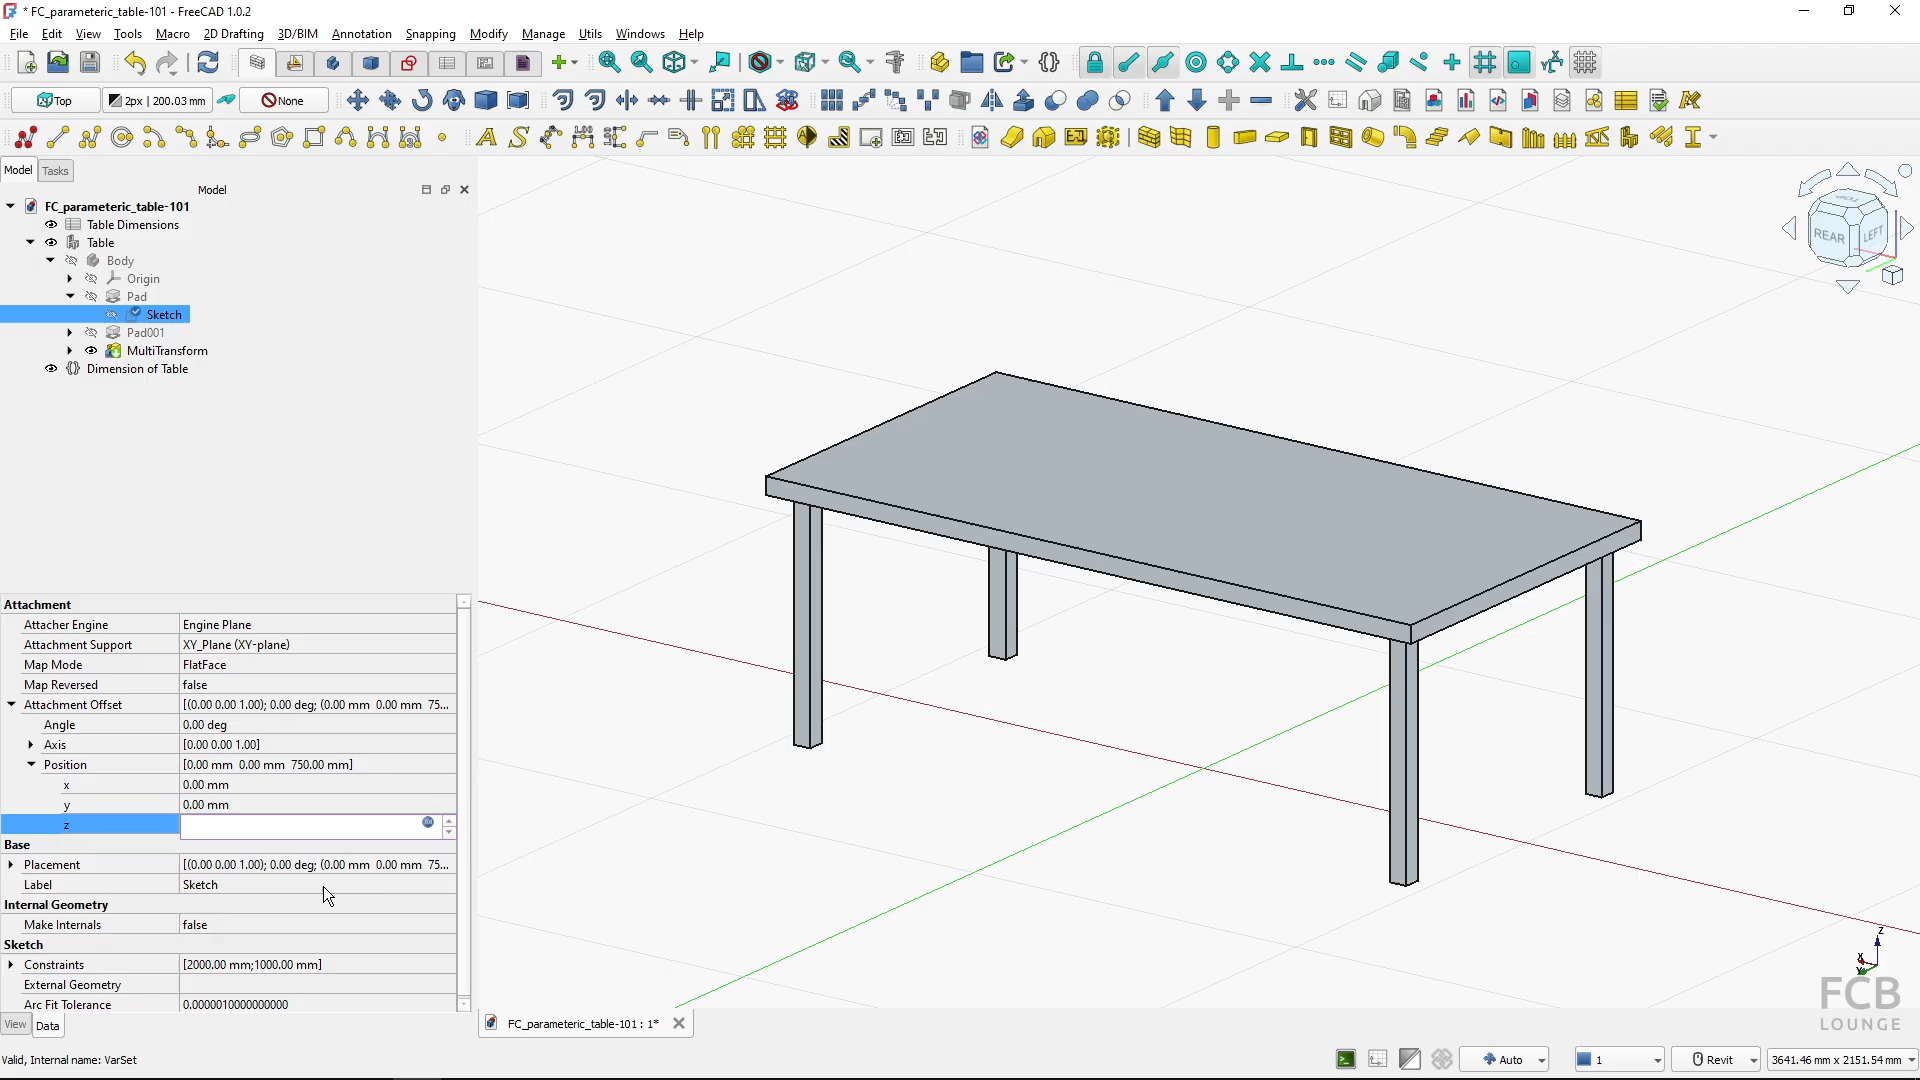 * FC_parameteric_table-101 - FreeCAD 1.0.2
File Edit View Tools Macro 2D Drafting 3D/BIM Annotation Snapping Modify Manage Utils Windows Help
Top 2px | 200.03 mm None
Model Tasks
Model
FC_parameteric_table-101
Table Dimensions
Table
Body
Origin
Pad
Sketch
Pad001
MultiTransform
Dimension of Table
TOP
REAR LEFT
Attachment
Attacher Engine Engine Plane
Attachment Support XY_Plane (XY-plane)
Map Mode FlatFace
Map Reversed false
Attachment Offset [(0.00 0.00 1.00); 0.00 deg; (0.00 mm 0.00 mm 75...
Angle 0.00 deg
Axis [0.00 0.00 1.00]
Position [0.00 mm 0.00 mm 750.00 mm]
x 0.00 mm
y 0.00 mm
z
Base
Placement [(0.00 0.00 1.00); 0.00 deg; (0.00 mm 0.00 mm 75...
Label Sketch
Internal Geometry
Make Internals false
Sketch
Constraints [2000.00 mm;1000.00 mm]
External Geometry
Arc Fit Tolerance 0.0000010000000000
View Data
FC_parameteric_table-101 : 1*
Z
X
Y
FCB
LOUNGE
Valid, Internal name: VarSet
Auto 1 Revit 3641.46 mm x 2151.54 mm